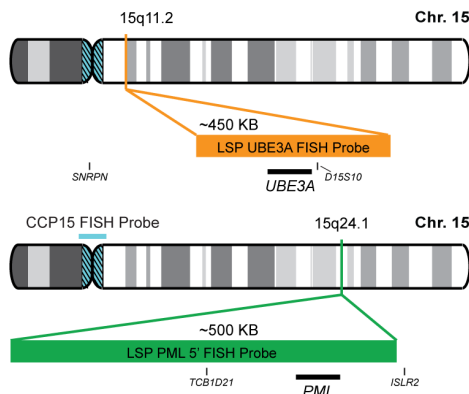 15q11.2
Chr. 15
~450 KB
LSP UBE3A FISH Probe
SNRPN
UBE3A
D15S10
CCP15 FISH Probe
15q24.1
Chr. 15
~500 KB
LSP PML 5' FISH Probe
TCB1D21
PML
ISLR2